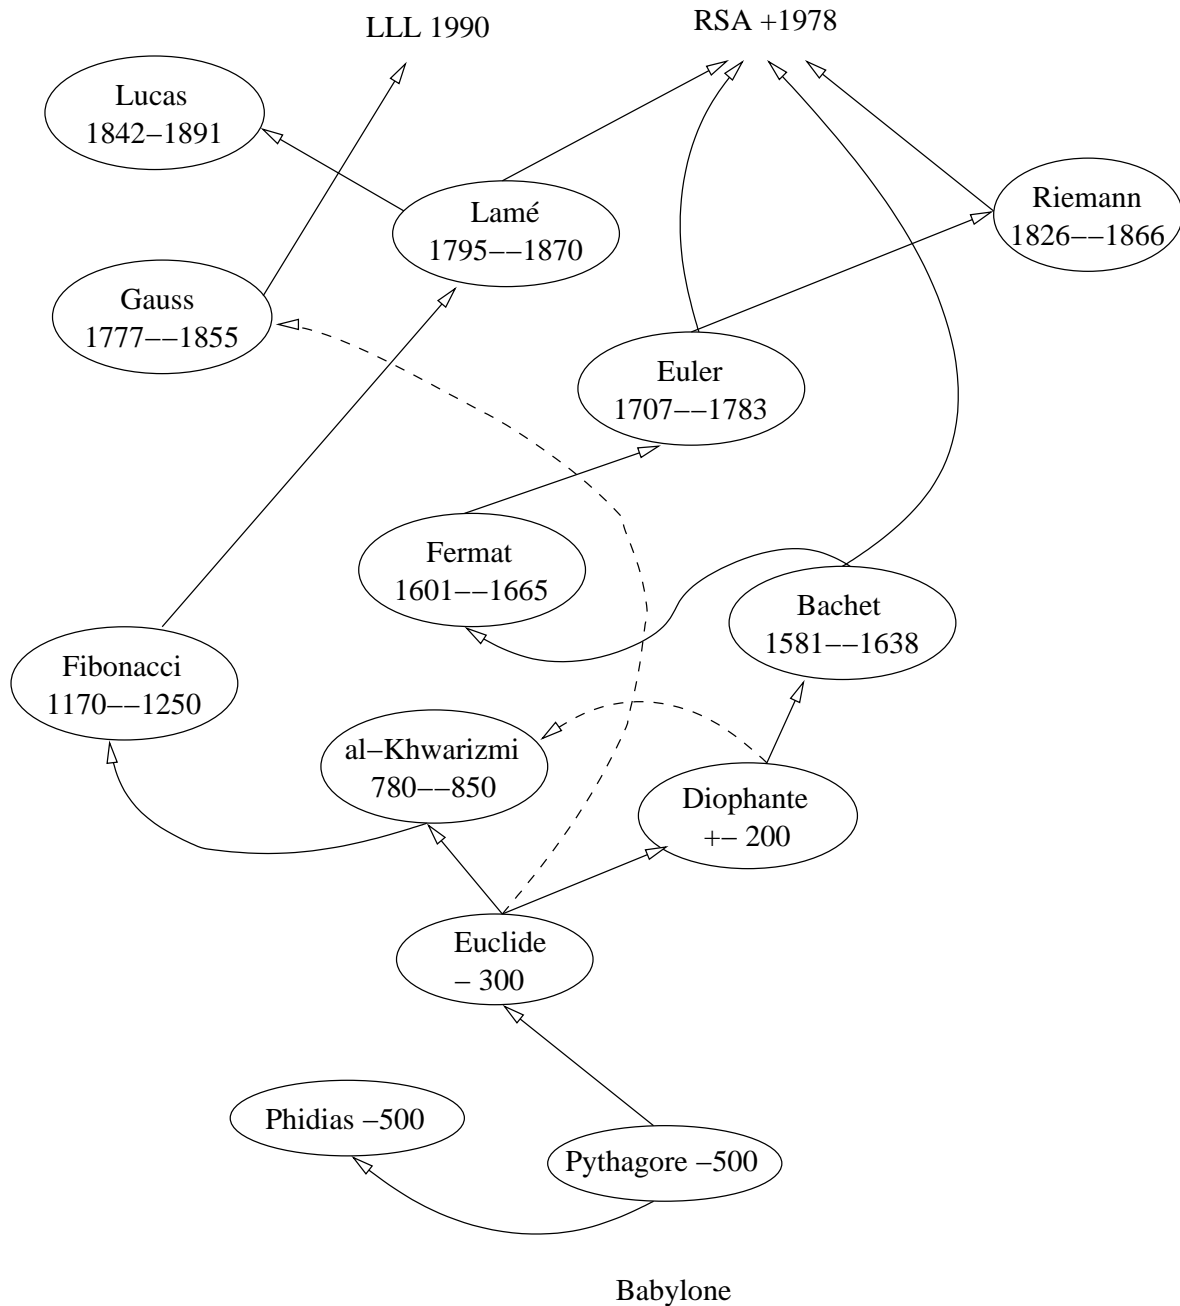 LLL 1990
RSA +1978
Lucas
1842–1891
Lamé
1795––1870
Riemann
1826––1866
Gauss
1777––1855
Euler
1707––1783
Fermat
1601––1665
Bachet
1581––1638
Fibonacci
1170––1250
al–Khwarizmi
780––850
Diophante
+– 200
Euclide
– 300
Phidias –500
Pythagore –500
Babylone